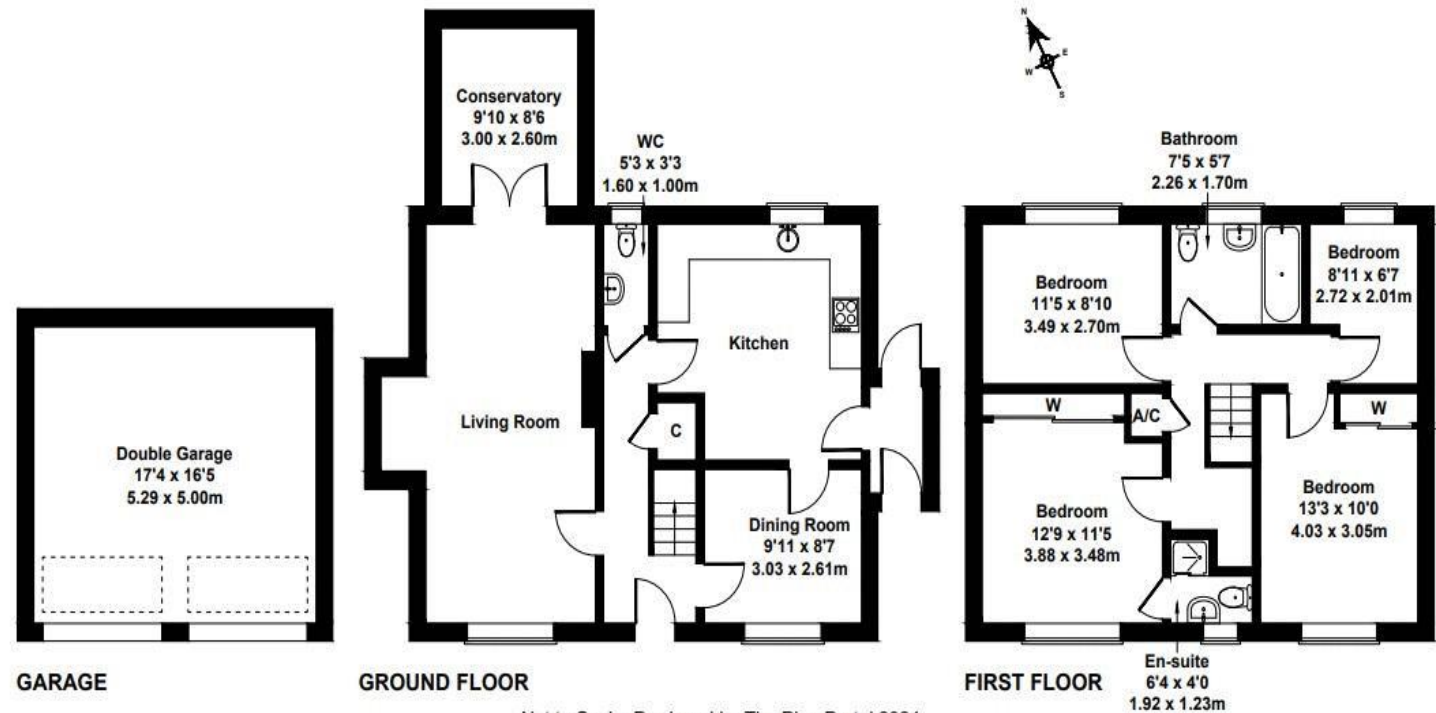 N
E
W
S
Conservatory
9'10 x 8'6
3.00 x 2.60m
WC
5'3 x 3'3
1.60 x 1.00m
Kitchen
Living Room
C
Dining Room
9'11 x 8'7
3.03 x 2.61m
Double Garage
17'4 x 16'5
5.29 x 5.00m
Bathroom
7'5 x 5'7
2.26 x 1.70m
Bedroom
11'5 x 8'10
3.49 x 2.70m
Bedroom
8'11 x 6'7
2.72 x 2.01m
W
A/C
W
Bedroom
12'9 x 11'5
3.88 x 3.48m
Bedroom
13'3 x 10'0
4.03 x 3.05m
En-suite
6'4 x 4'0
1.92 x 1.23m
GARAGE
GROUND FLOOR
FIRST FLOOR